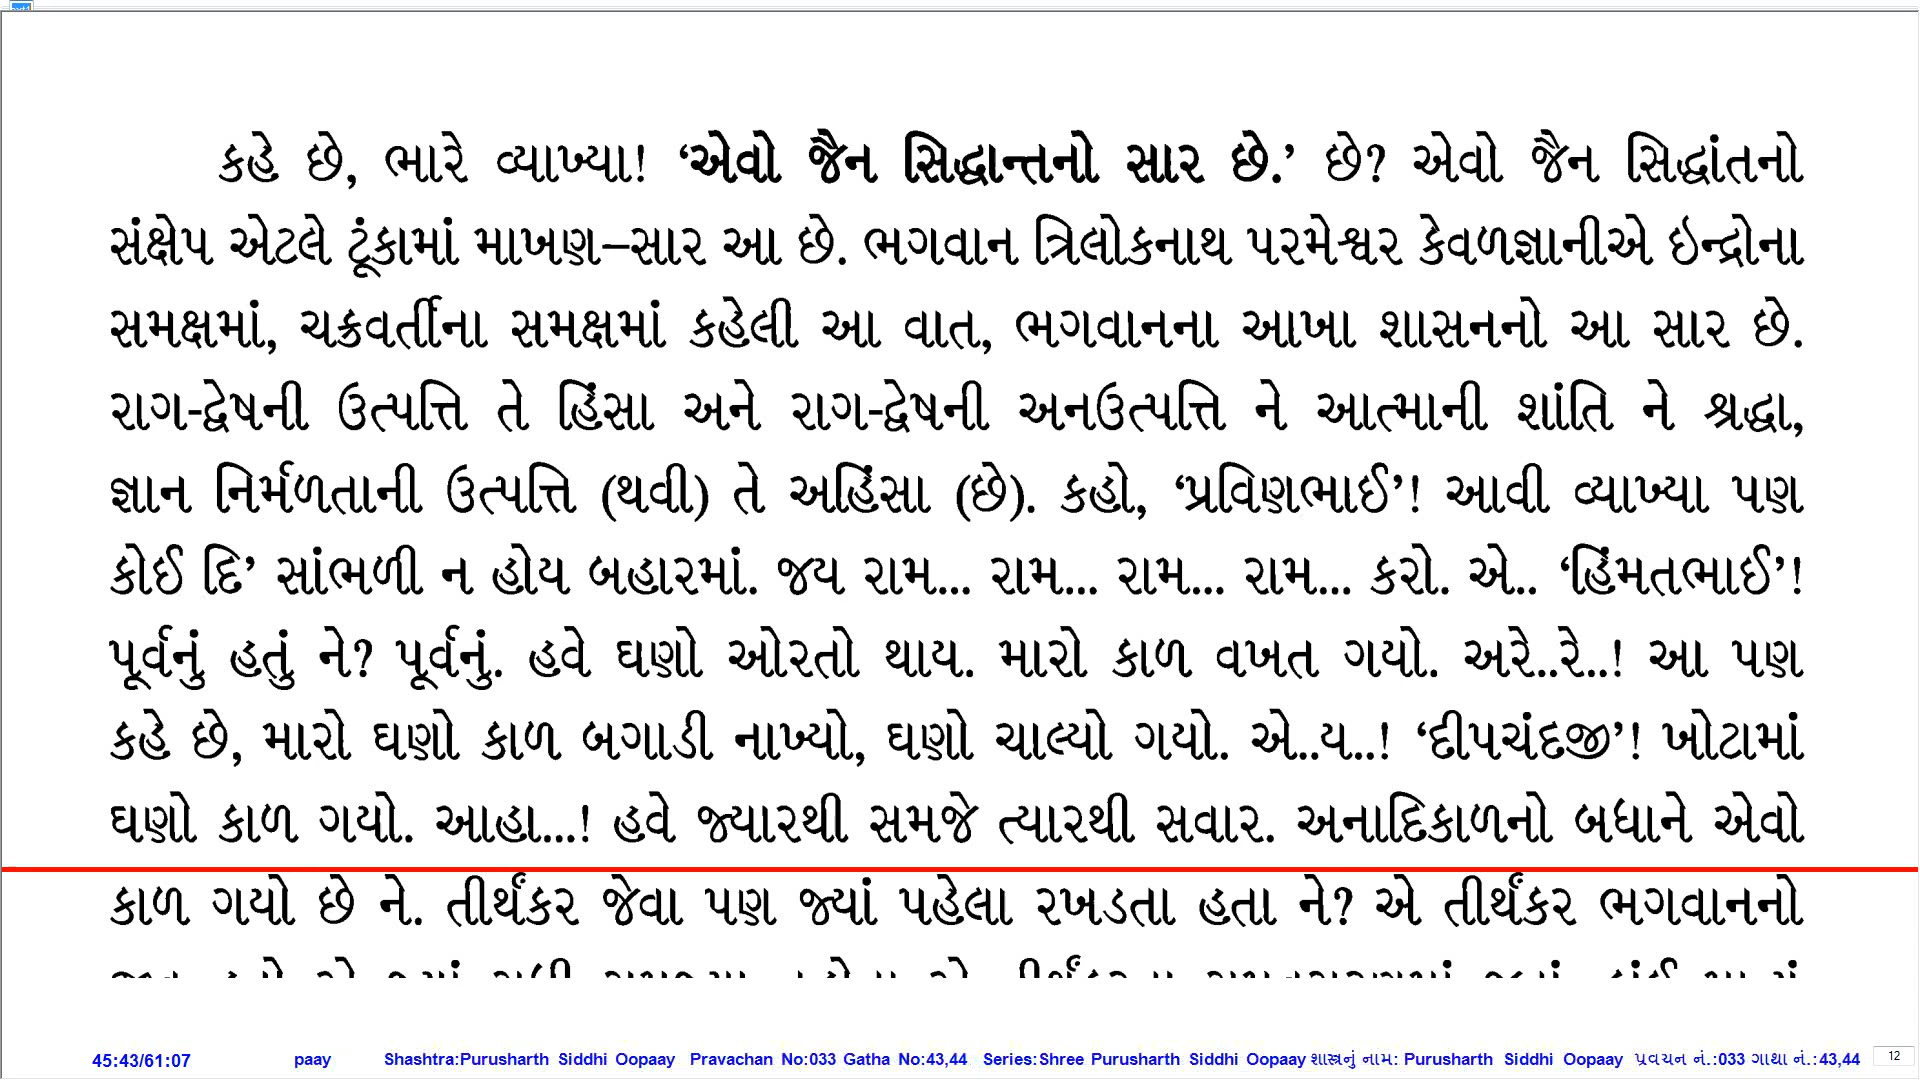 કહે છે, ભારે વ્યાખ્યા! ‘એવો જૈન સિદ્ધાન્તનો સાર છે.’ છે? એવો જૈન સિદ્ધાંતનો
સંક્ષેપ એટલે ટૂંકામાં માખણ–સાર આ છે. ભગવાન ત્રિલોકનાથ પરમેશ્વર કેવળજ્ઞાનીએ ઇન્દ્રોના
સમક્ષમાં, ચક્રવર્તીના સમક્ષમાં કહેલી આ વાત, ભગવાનના આખા શાસનનો આ સાર છે.
રાગ-દ્વેષની ઉત્પત્તિ તે હિંસા અને રાગ-દ્વેષની અનઉત્પત્તિ ને આત્માની શાંતિ ને શ્રદ્ધા,
જ્ઞાન નિર્મળતાની ઉત્પત્તિ (થવી) તે અહિંસા (છે). કહો, ‘પ્રવિણભાઈ’! આવી વ્યાખ્યા પણ
કોઈ દિ’ સાંભળી ન હોય બહારમાં. જય રામ... રામ... રામ... રામ... કરો. એ.. ‘હિંમતભાઈ’!
પૂર્વનું હતું ને? પૂર્વનું. હવે ઘણો ઓરતો થાય. મારો કાળ વખત ગયો. અરે..રે..! આ પણ
કહે છે, મારો ઘણો કાળ બગાડી નાખ્યો, ઘણો ચાલ્યો ગયો. એ..ય..! ‘દીપચંદજી’! ખોટામાં
ઘણો કાળ ગયો. આહા...! હવે જ્યારથી સમજે ત્યારથી સવાર. અનાદિકાળનો બધાને એવો
કાળ ગયો છે ને. તીર્થંકર જેવા પણ જ્યાં પહેલા રખડતા હતા ને? એ તીર્થંકર ભગવાનનો
45:43/61:07 paay Shashtra:Purusharth Siddhi Oopaay Pravachan No:033 Gatha No:43,44 Series:Shree Purusharth Siddhi Oopaay શાસ્ત્રનું નામ: Purusharth Siddhi Oopaay પ્રવચન નં.:033 ગાથા નં.:43,44 12